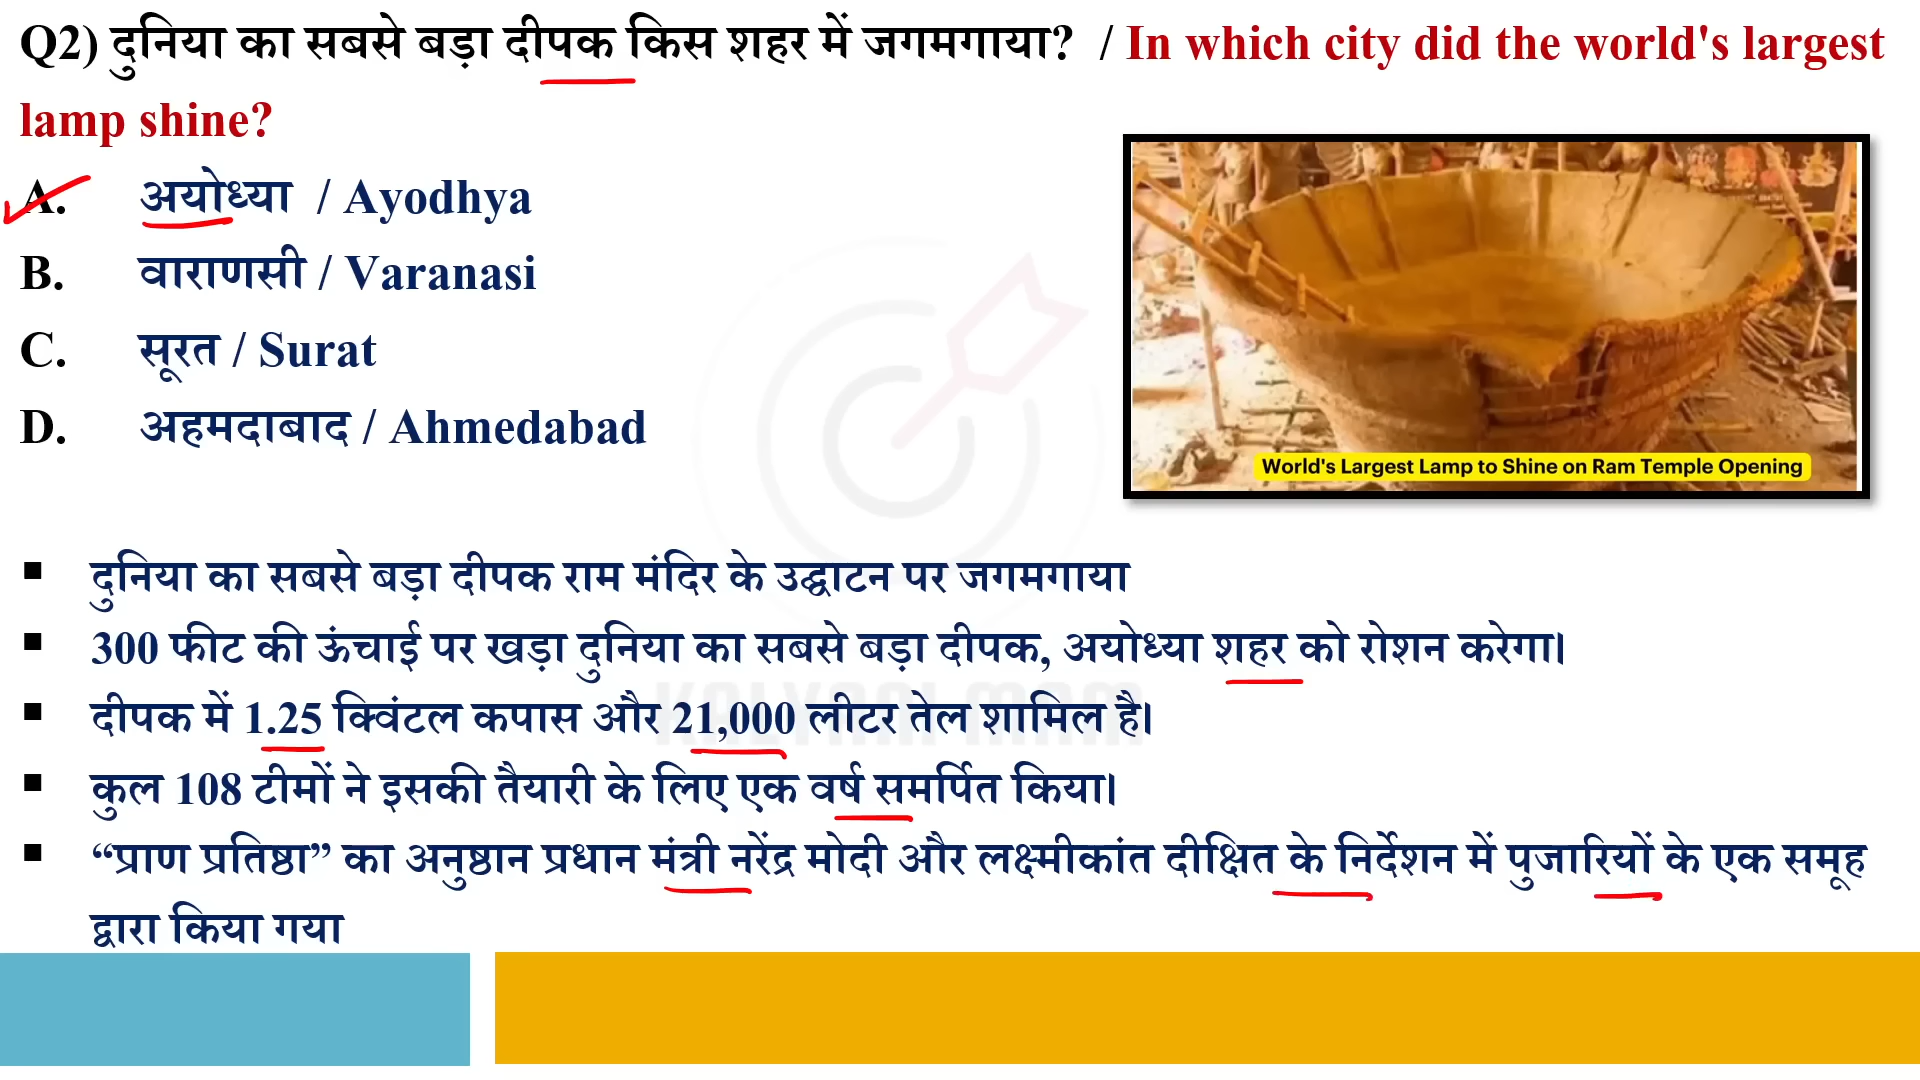 Q2) दुनिया का सबसे बड़ा दीपक किस शहर में जगमगाया? / In which city did the world's largest
lamp shine?
A. अयोध्या / Ayodhya
B. वाराणसी / Varanasi
C. सूरत / Surat
D. अहमदाबाद / Ahmedabad
World's Largest Lamp to Shine on Ram Temple Opening
▪ दुनिया का सबसे बड़ा दीपक राम मंदिर के उद्घाटन पर जगमगाया
▪ 300 फीट की ऊंचाई पर खड़ा दुनिया का सबसे बड़ा दीपक, अयोध्या शहर को रोशन करेगा।
▪ दीपक में 1.25 क्विंटल कपास और 21,000 लीटर तेल शामिल है।
KALYANI MAM
▪ कुल 108 टीमों ने इसकी तैयारी के लिए एक वर्ष समर्पित किया।
▪ “प्राण प्रतिष्ठा” का अनुष्ठान प्रधान मंत्री नरेंद्र मोदी और लक्ष्मीकांत दीक्षित के निर्देशन में पुजारियों के एक समूह
द्वारा किया गया